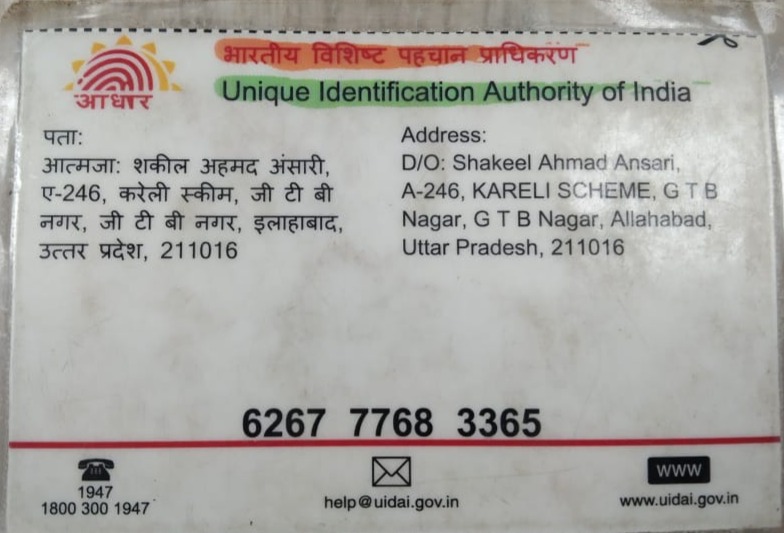 भारतीय विशिष्ट पहचान प्राधिकरण
Unique Identification Authority of India
आधार
पता:
आत्मजा: शकील अहमद अंसारी,
ए-246, करेली स्कीम, जी टी बी
नगर, जी टी बी नगर, इलाहाबाद,
उत्तर प्रदेश, 211016
Address:
D/O: Shakeel Ahmad Ansari,
A-246, KARELI SCHEME, G T B
Nagar, G T B Nagar, Allahabad,
Uttar Pradesh, 211016
6267 7768 3365
1947
1800 300 1947
help@uidai.gov.in
www
www.uidai.gov.in